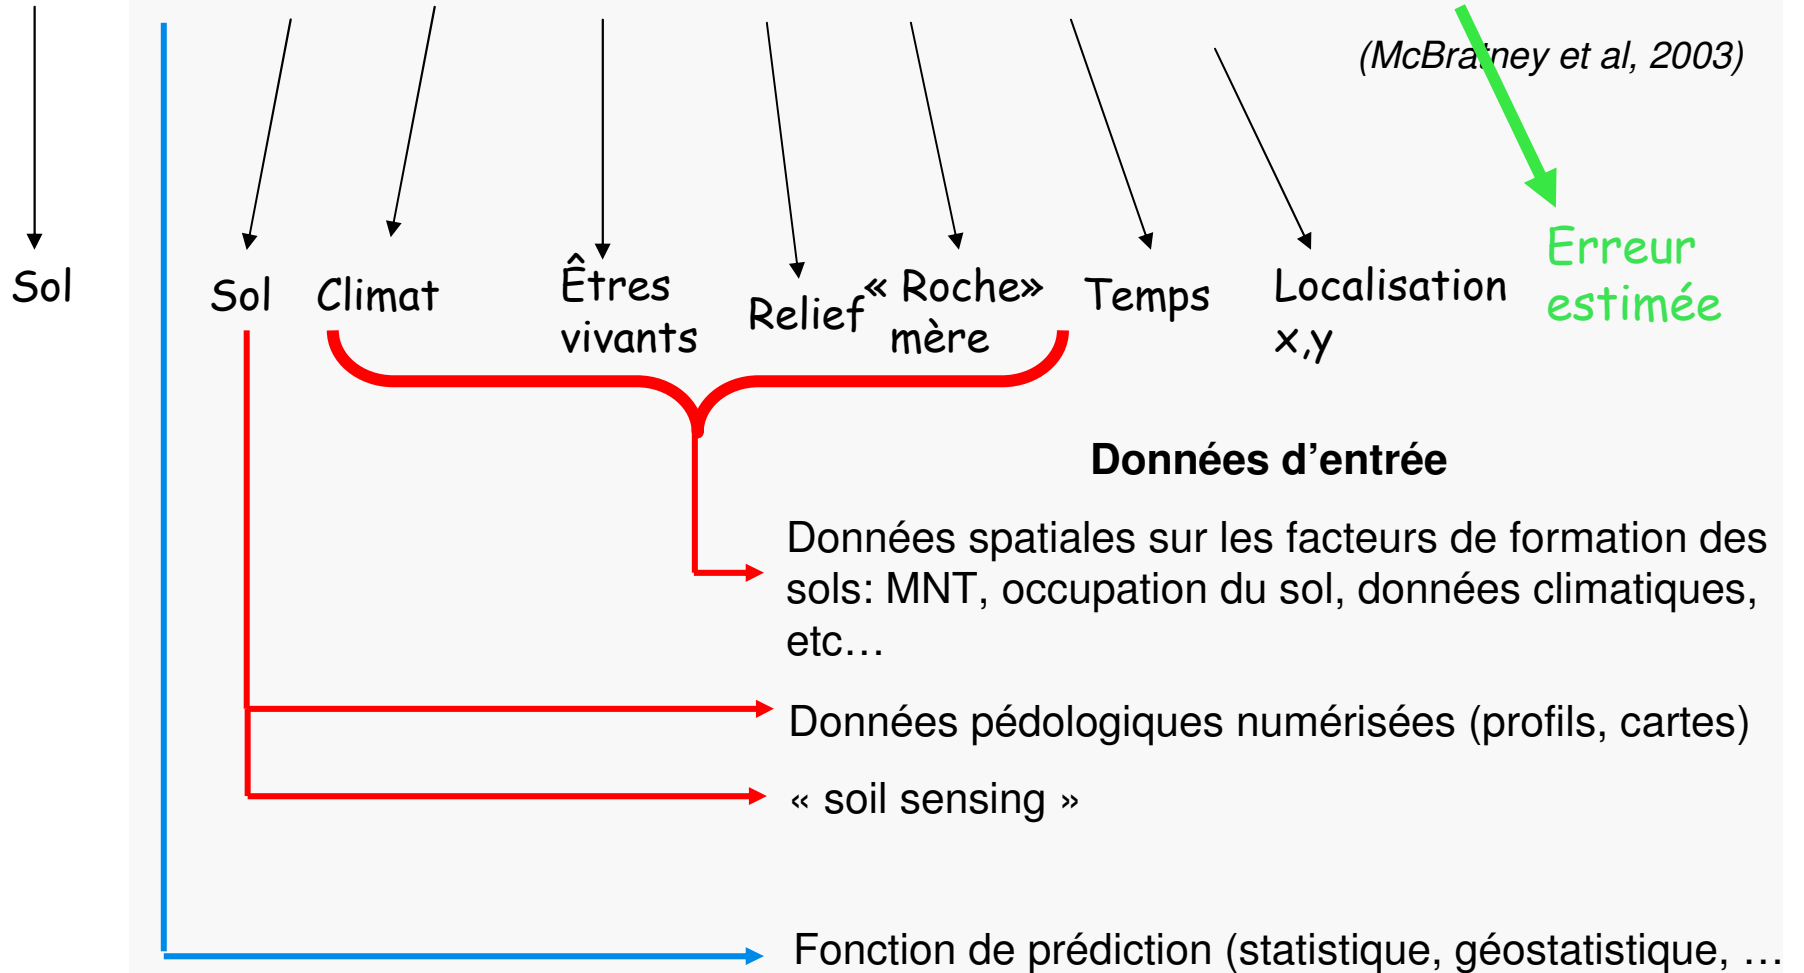 (McBratney et al, 2003)
Sol
Sol
Climat
Êtres
vivants
Relief
« Roche»
mère
Temps
Localisation
x,y
Erreur
estimée
Données d’entrée
Données spatiales sur les facteurs de formation des
sols: MNT, occupation du sol, données climatiques,
etc…
Données pédologiques numérisées (profils, cartes)
« soil sensing »
Fonction de prédiction (statistique, géostatistique, …